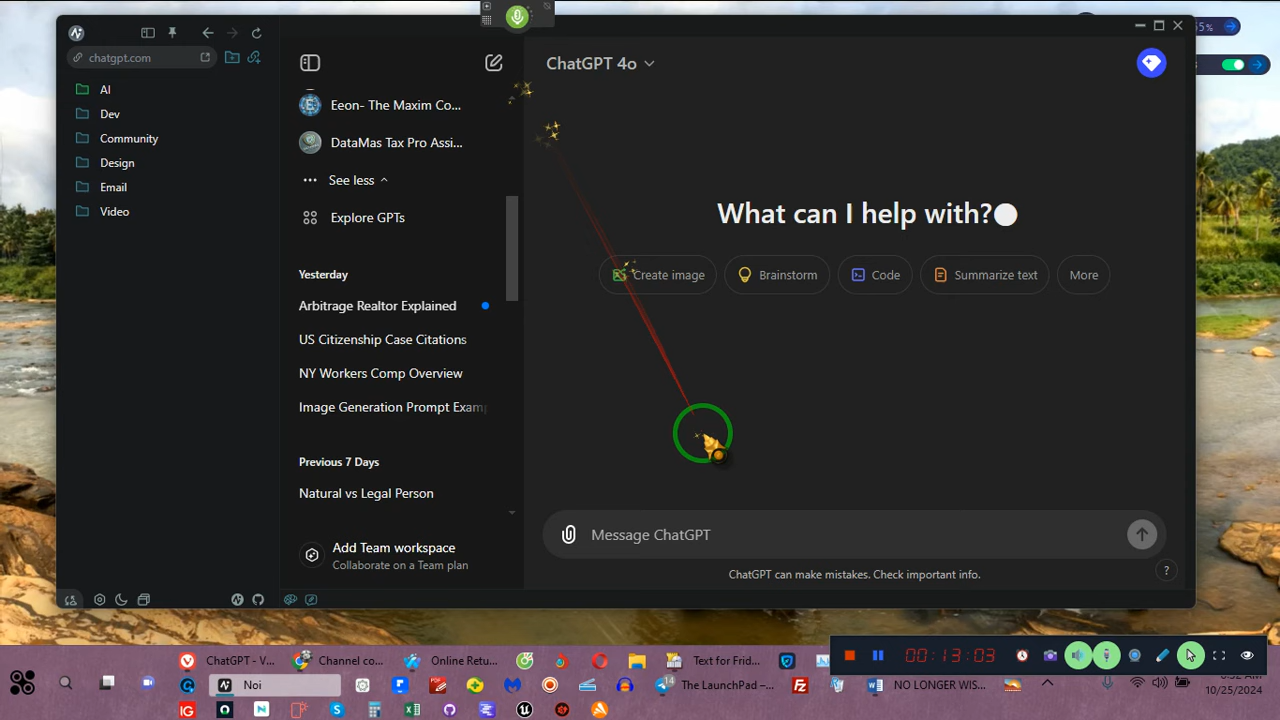 chatgpt.com
AI
Dev
Community
Design
Email
Video
Eeon- The Maxim Co...
DataMas Tax Pro Assi...
See less
Explore GPTs
Yesterday
Arbitrage Realtor Explained
US Citizenship Case Citations
NY Workers Comp Overview
Image Generation Prompt Examp
Previous 7 Days
Natural vs Legal Person
Add Team workspace
Collaborate on a Team plan
ChatGPT 4o
What can I help with?
Create image
Brainstorm
Code
Summarize text
More
Message ChatGPT
ChatGPT can make mistakes. Check important info.
?
00:13:03
ChatGPT - V...
Channel co...
Online Retu...
Text for Frid...
Noi
The LaunchPad –...
NO LONGER WIS...
10/25/2024